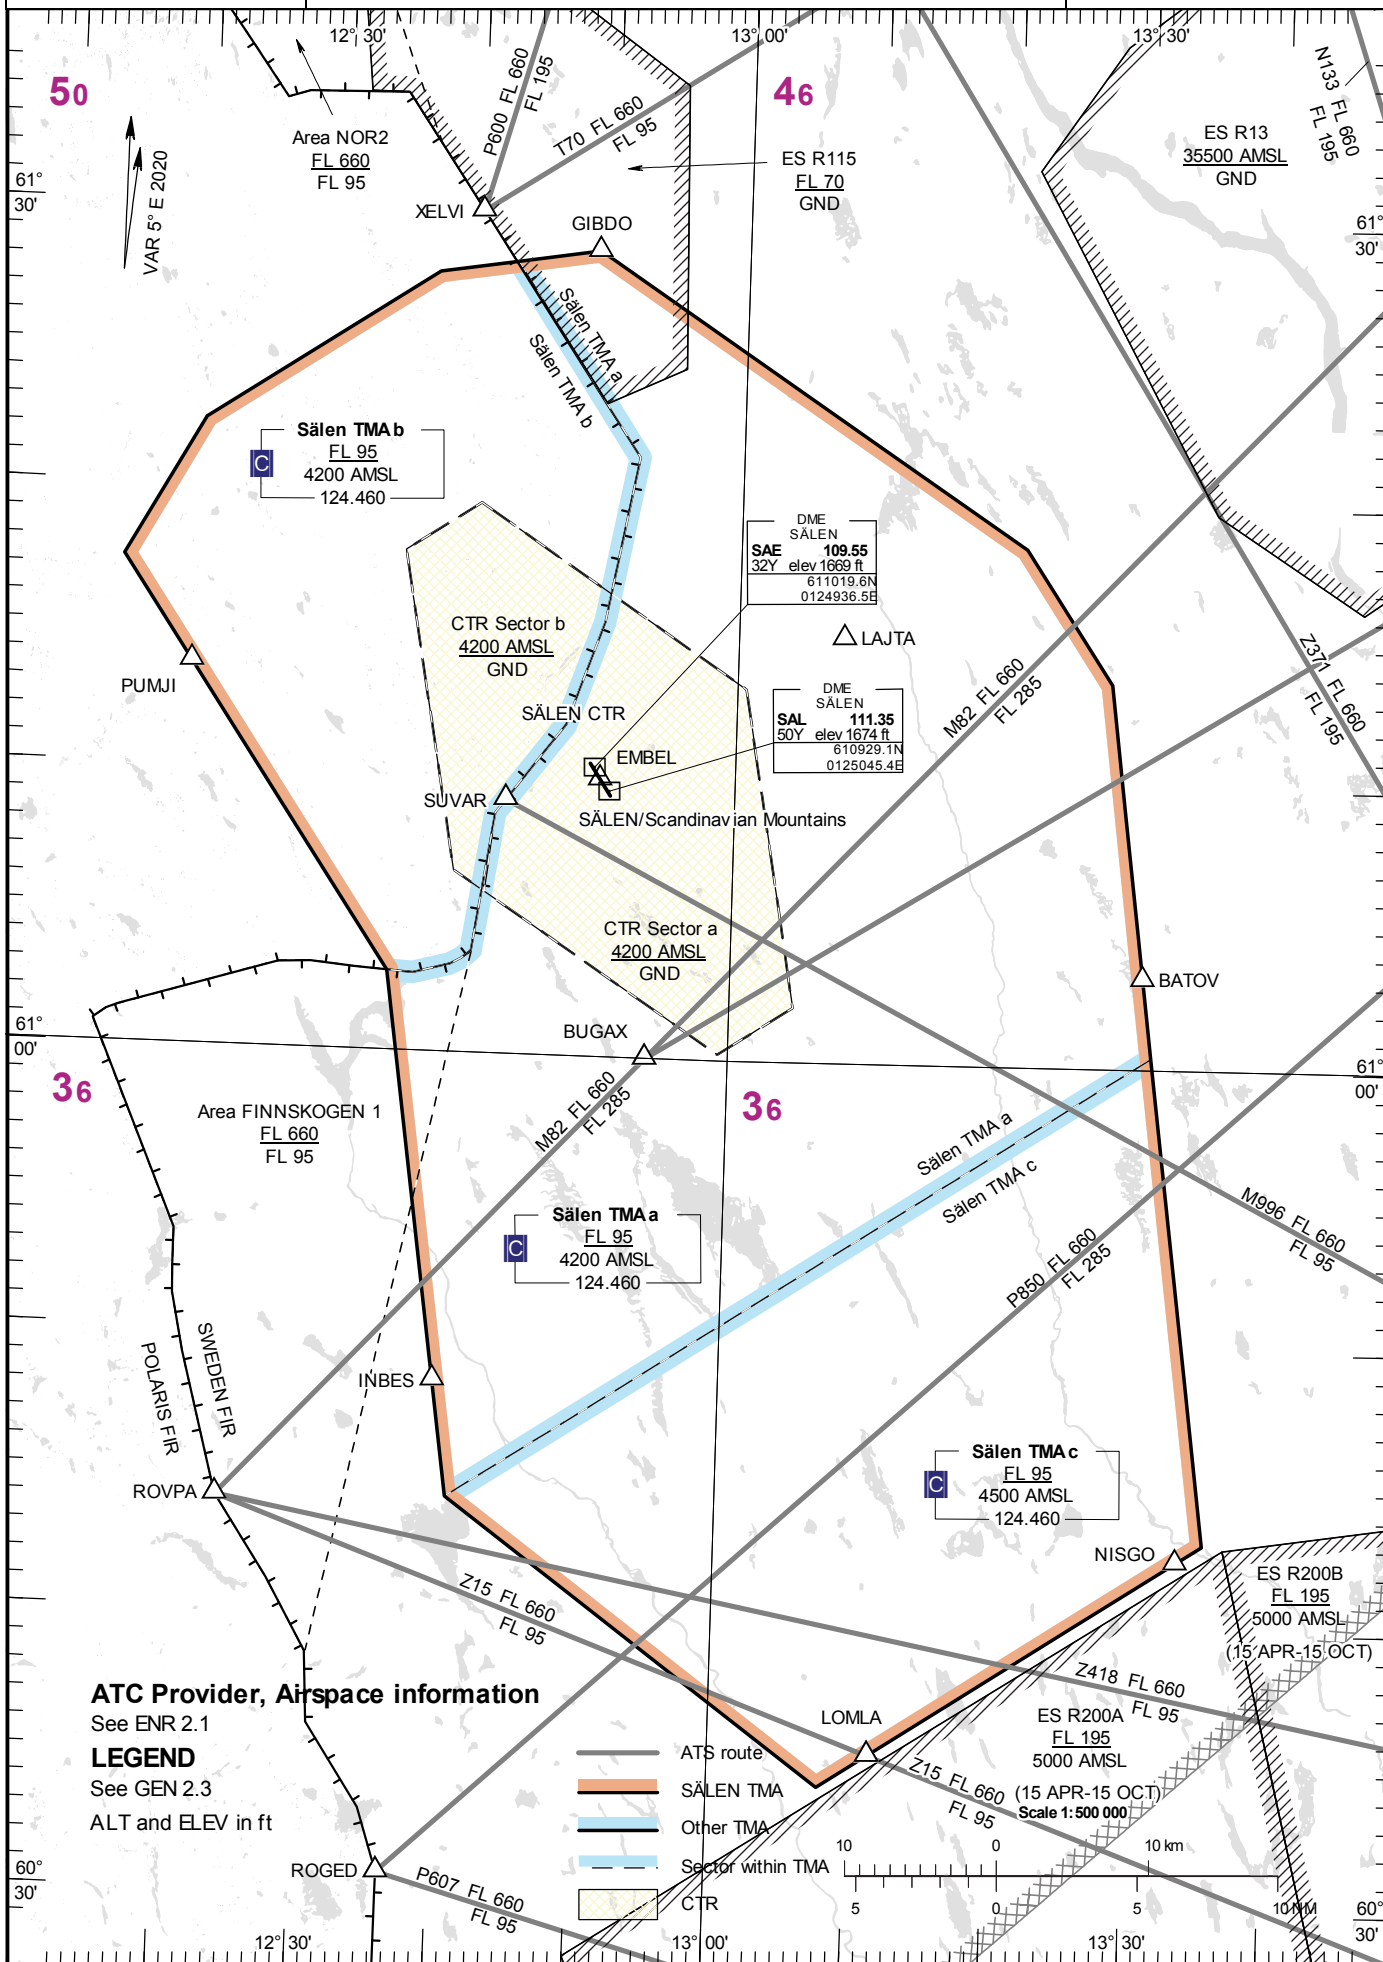 12° 30'
13° 00'
13° 30'
50
46
P600 FL 660
FL 195
T70 FL 660
FL 95
N133 FL 660
FL 195
Area NOR2
FL 660
FL 95
ES R115
FL 70
GND
ES R13
35500 AMSL
GND
VAR 5° E 2020
61°
30'
61°
30'
XELVI
GIBDO
Sälen TMA a
Sälen TMA b
Sälen TMA b
FL 95
C
4200 AMSL
124.460
DME
SÄLEN
SAE 109.55
32Y elev 1669 ft
611019.6N
0124936.5E
CTR Sector b
4200 AMSL
GND
LAJTA
PUMJI
Z371 FL 660
FL 195
M82 FL 660
FL 285
SÄLEN CTR
DME
SÄLEN
SAL 111.35
50Y elev 1674 ft
610929.1N
0125045.4E
EMBEL
SUVAR
SÄLEN/Scandinavian Mountains
CTR Sector a
4200 AMSL
GND
BATOV
BUGAX
61°
00'
61°
00'
36
36
Area FINNSKOGEN 1
FL 660
FL 95
M82 FL 660
FL 285
Sälen TMA a
Sälen TMA c
M996 FL 660
FL 95
Sälen TMA a
FL 95
C
4200 AMSL
124.460
P850 FL 660
FL 285
SWEDEN FIR
POLARIS FIR
INBES
ROVPA
Sälen TMA c
FL 95
C
4500 AMSL
124.460
NISGO
ES R200B
FL 195
5000 AMSL
(15 APR-15 OCT)
Z15 FL 660
FL 95
Z418 FL 660
FL 95
ATC Provider, Airspace information
See ENR 2.1
LEGEND
See GEN 2.3
ALT and ELEV in ft
LOMLA
ES R200A
FL 195
5000 AMSL
(15 APR-15 OCT)
Z15 FL 660
FL 95
ATS route
SÄLEN TMA
Other TMA
Sector within TMA
CTR
Scale 1: 500 000
10 0 10 km
5 0 5 10 NM
ROGED
P607 FL 660
FL 95
60°
30'
60°
30'
12° 30'
13° 00'
13° 30'